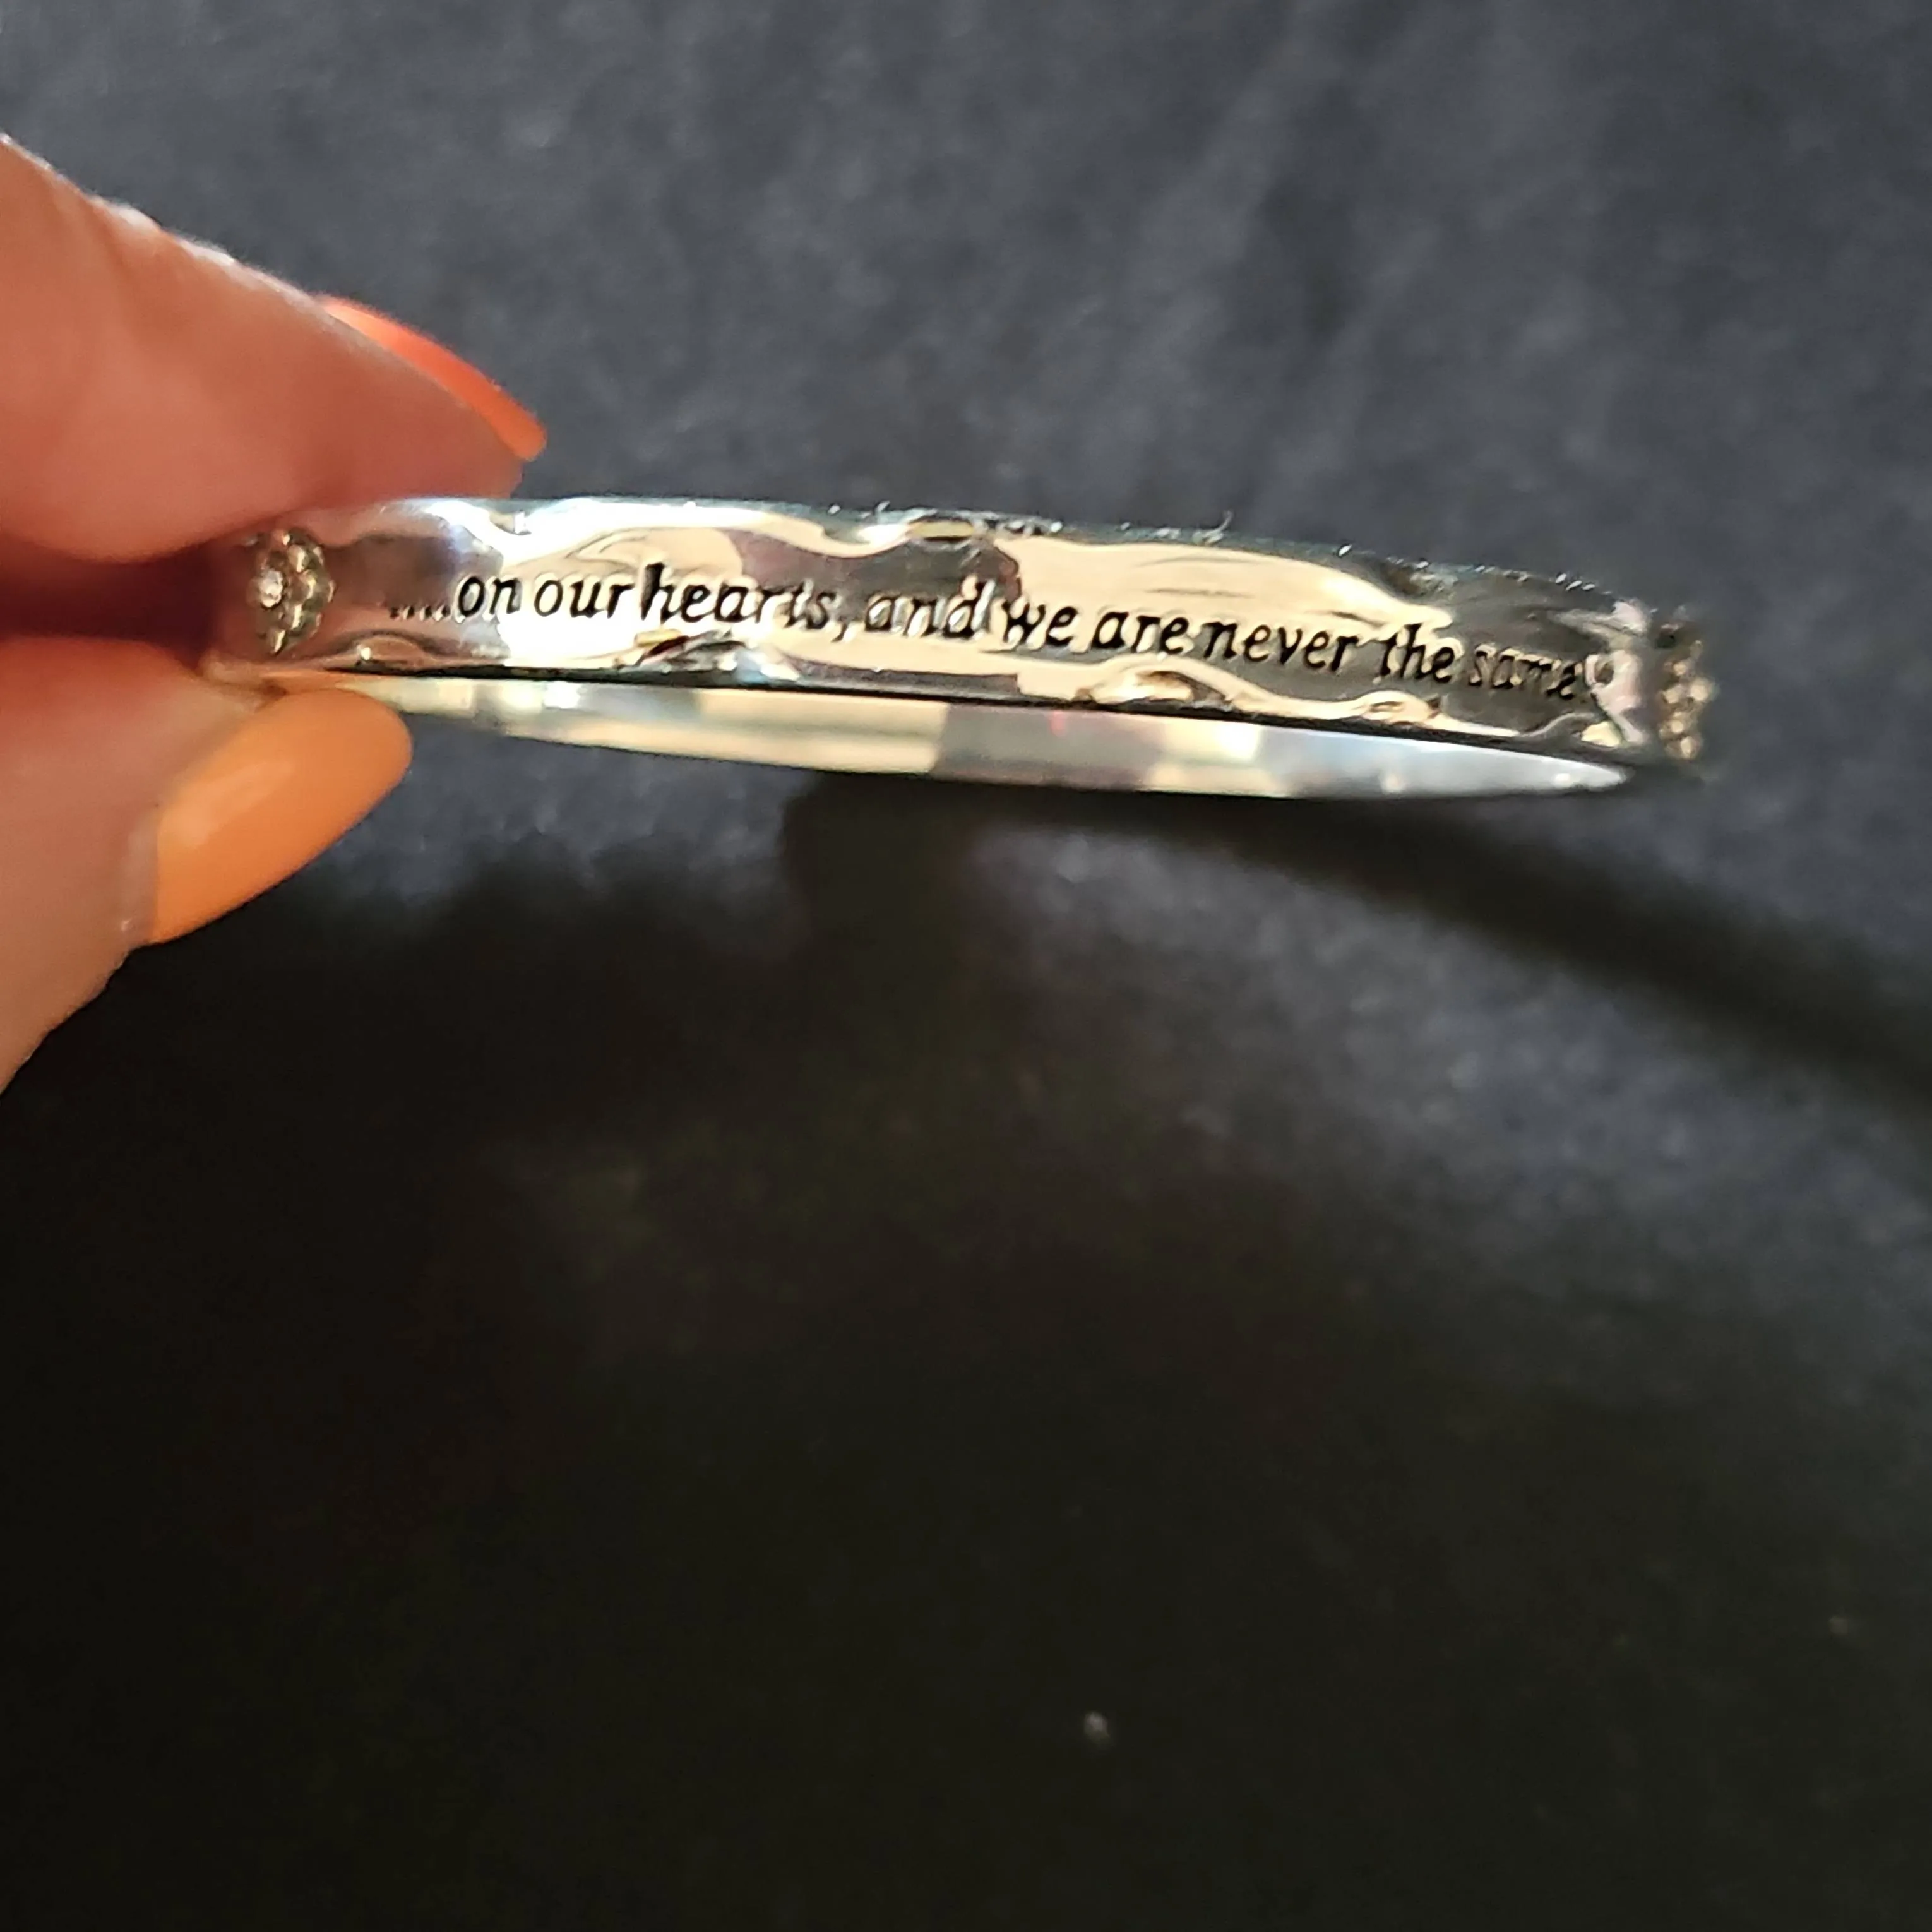 ....on our hearts, and we are never the same